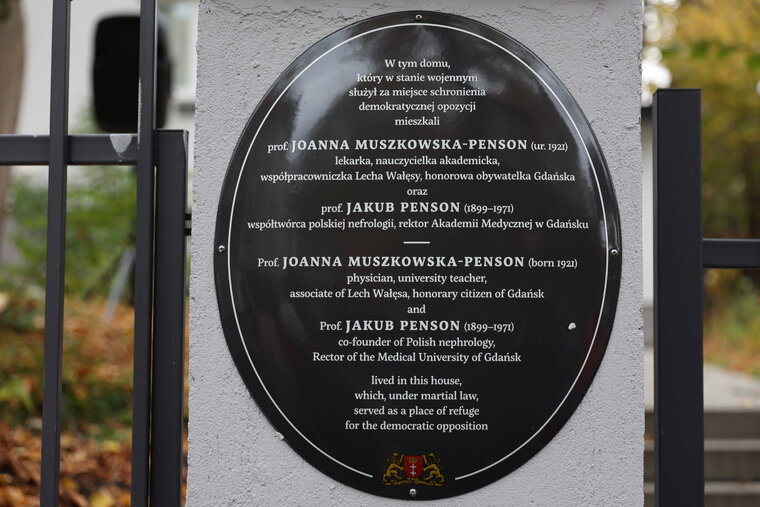 W tym domu,
który w stanie wojennym
służył za miejsce schronienia
demokratycznej opozycji
mieszkali
prof. JOANNA MUSZKOWSKA-PENSON (ur. 1921)
lekarka, nauczycielka akademicka,
współpracowniczka Lecha Wałęsy, honorowa obywatelka Gdańska
oraz
prof. JAKUB PENSON (1899–1971)
współtwórca polskiej nefrologii, rektor Akademii Medycznej w Gdańsku
Prof. JOANNA MUSZKOWSKA-PENSON (born 1921)
physician, university teacher,
associate of Lech Wałęsa, honorary citizen of Gdańsk
and
Prof. JAKUB PENSON (1899–1971)
co-founder of Polish nephrology,
Rector of the Medical University of Gdańsk
lived in this house,
which, under martial law,
served as a place of refuge
for the democratic opposition